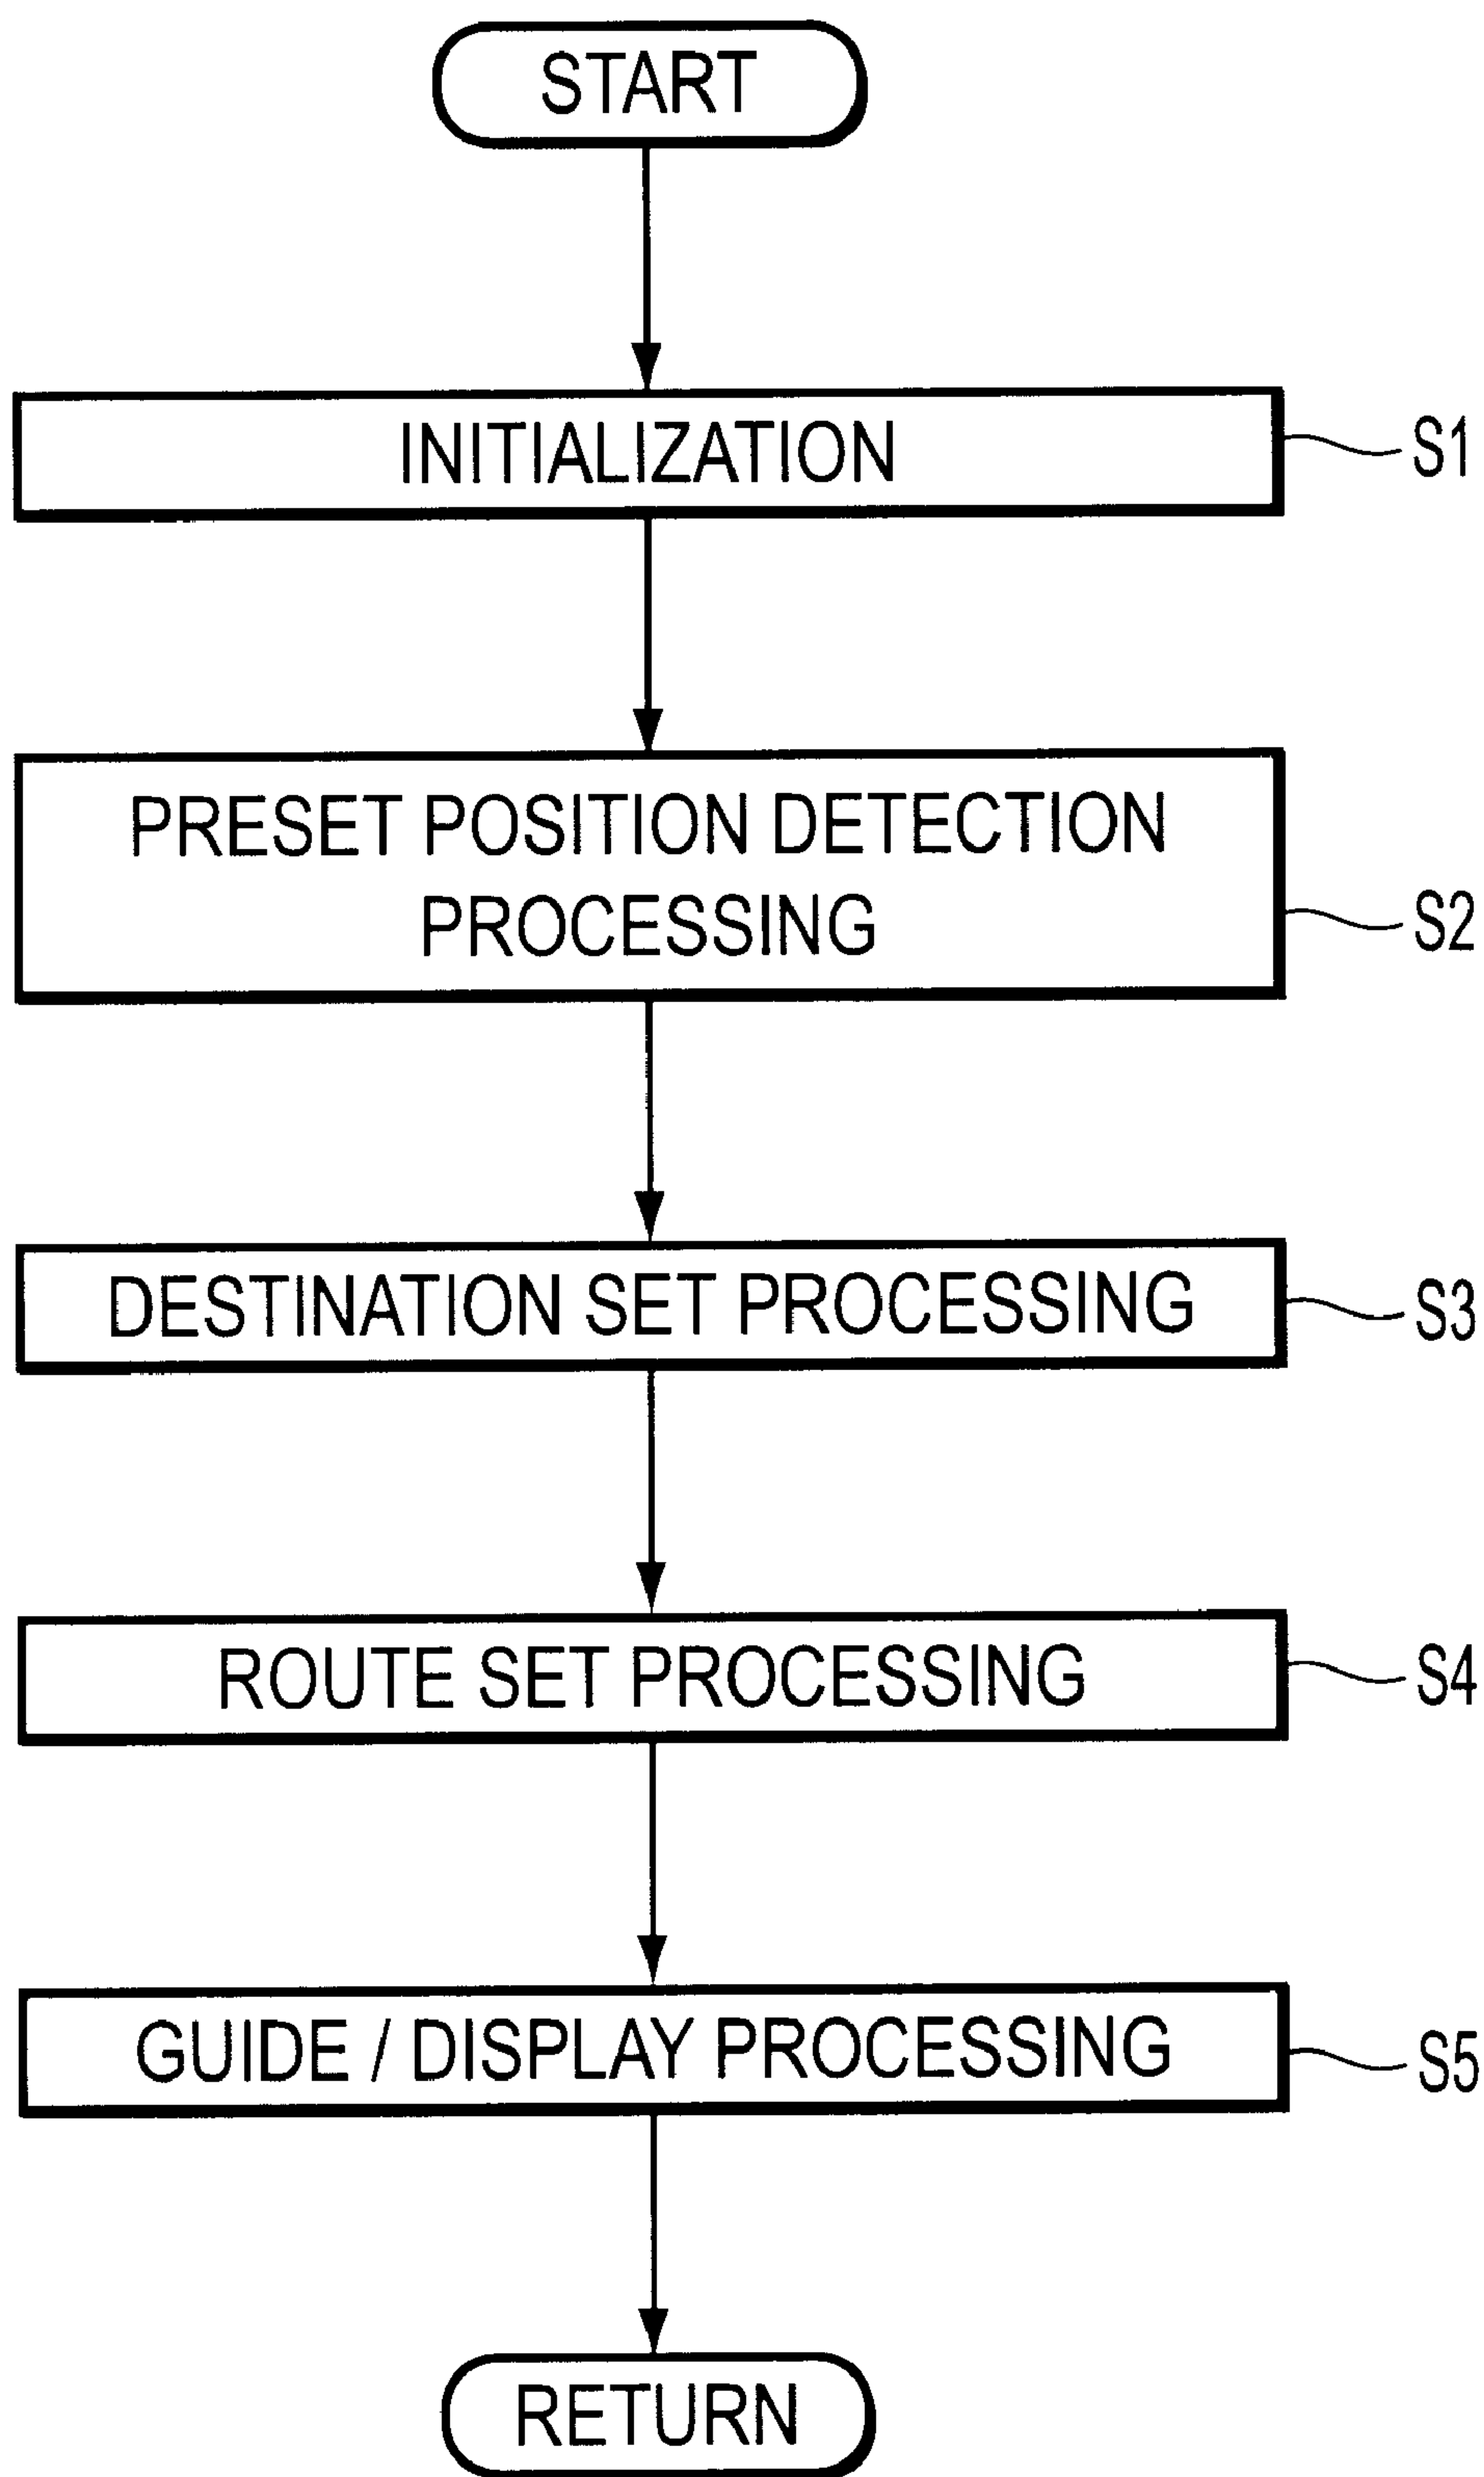 START
INITIALIZATION
S1
PRESET POSITION DETECTION
PROCESSING
S2
DESTINATION SET PROCESSING
S3
ROUTE SET PROCESSING
S4
GUIDE / DISPLAY PROCESSING
S5
RETURN